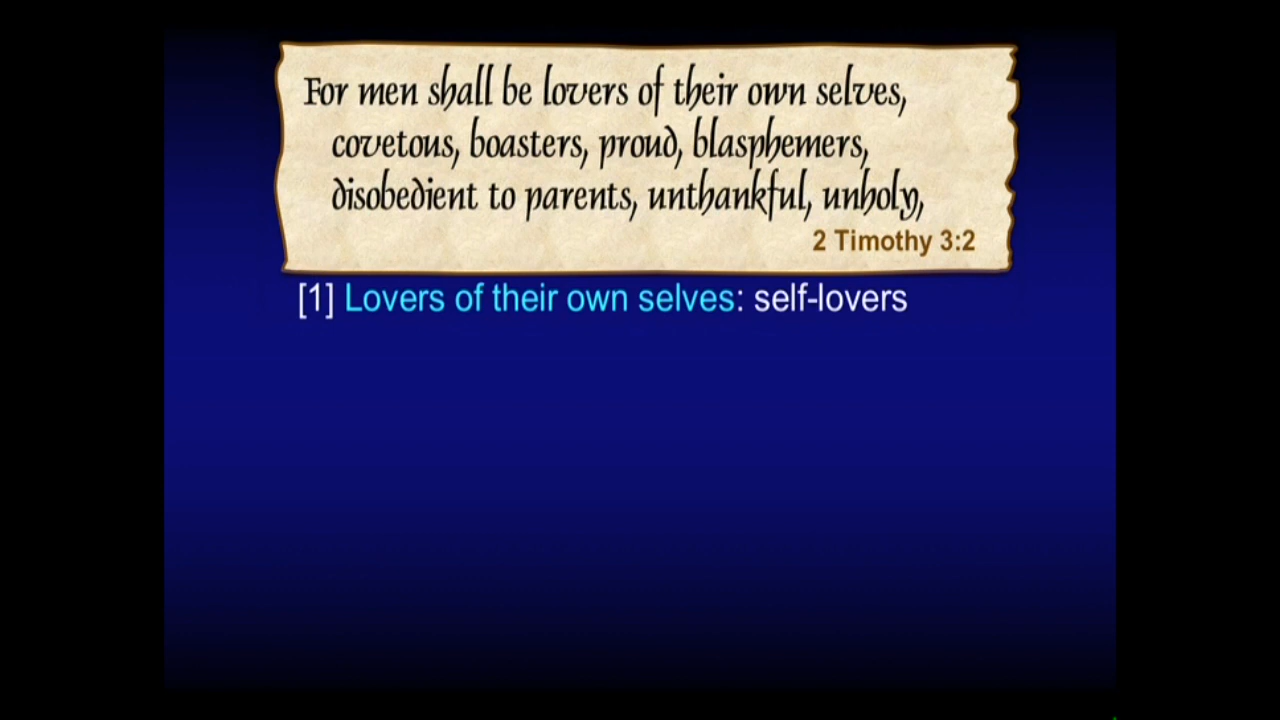 For men shall be lovers of their own selves,
covetous, boasters, proud, blasphemers,
disobedient to parents, unthankful, unholy,
2 Timothy 3:2
[1] Lovers of their own selves: self-lovers